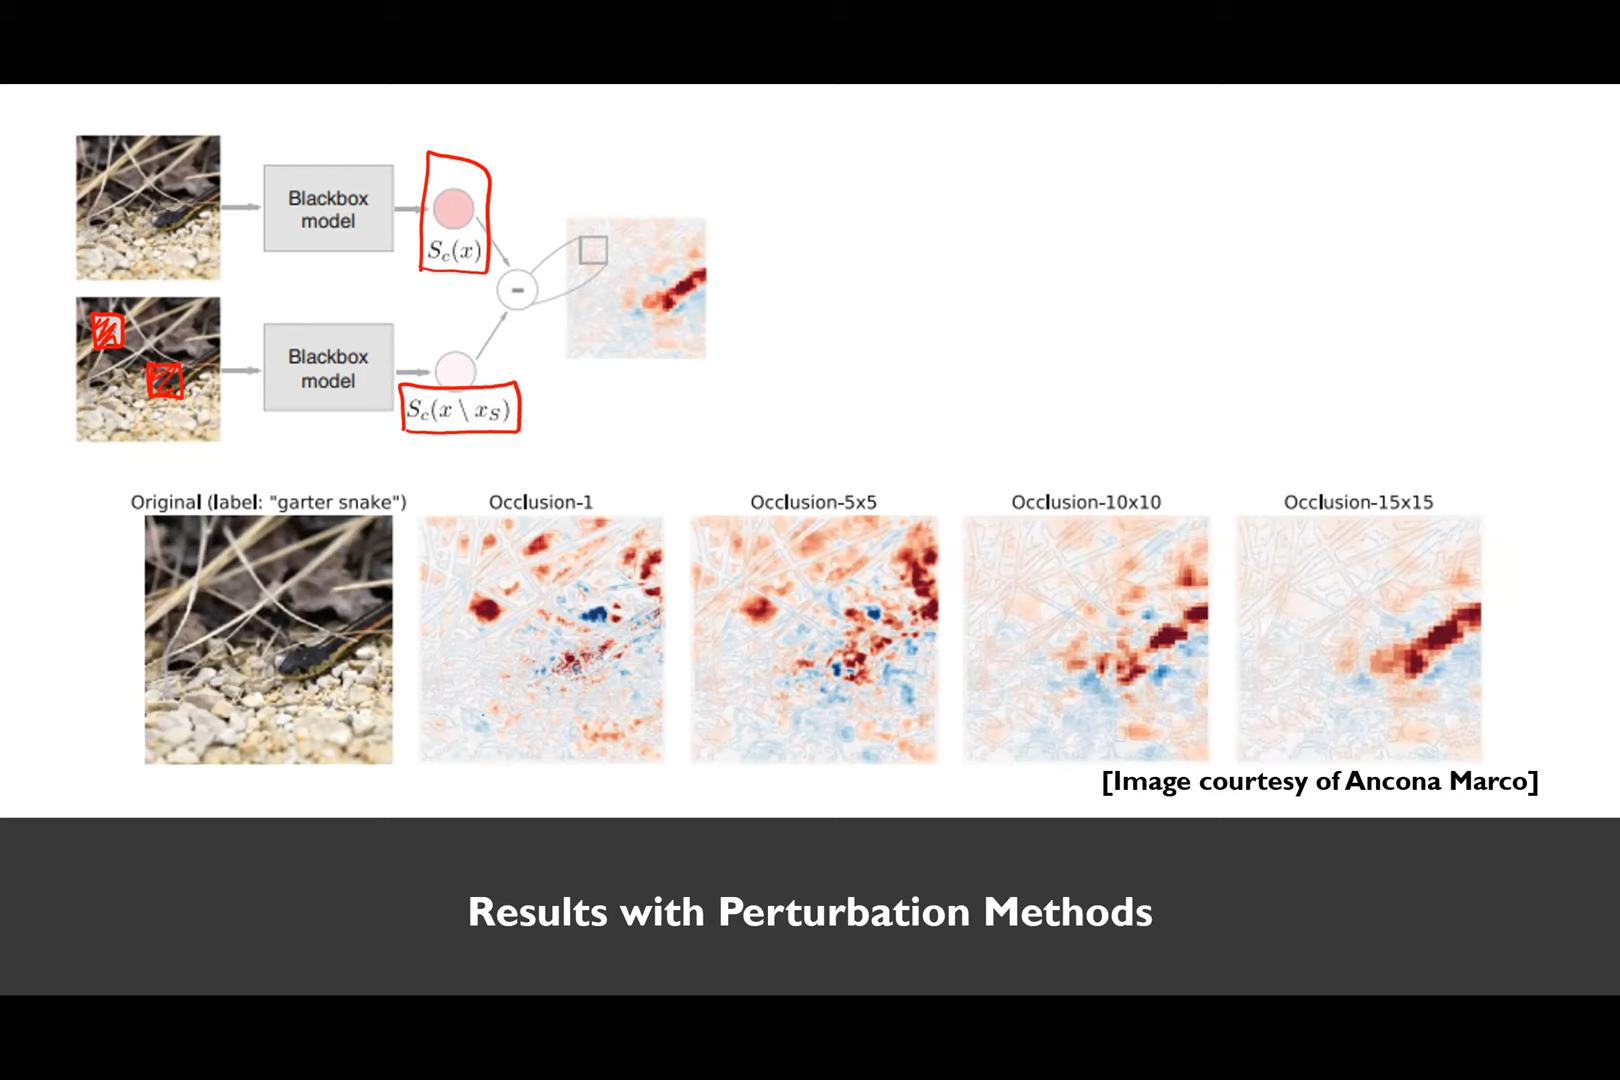 Blackbox
model
S_c(x)
-
Blackbox
model
S_c(x \ x_S)
Original (label: "garter snake")
Occlusion-1
Occlusion-5x5
Occlusion-10x10
Occlusion-15x15
[Image courtesy of Ancona Marco]
Results with Perturbation Methods